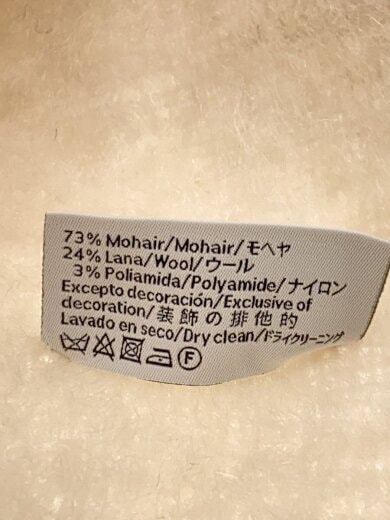 73% Mohair/Mohair/モヘヤ
24% Lana/Wool/ウール
3% Poliamida/Polyamide/ナイロン
Excepto decoración/Exclusive of
decoration/装飾の排他的
Lavado en seco/Dry clean/ドライクリーニング
F